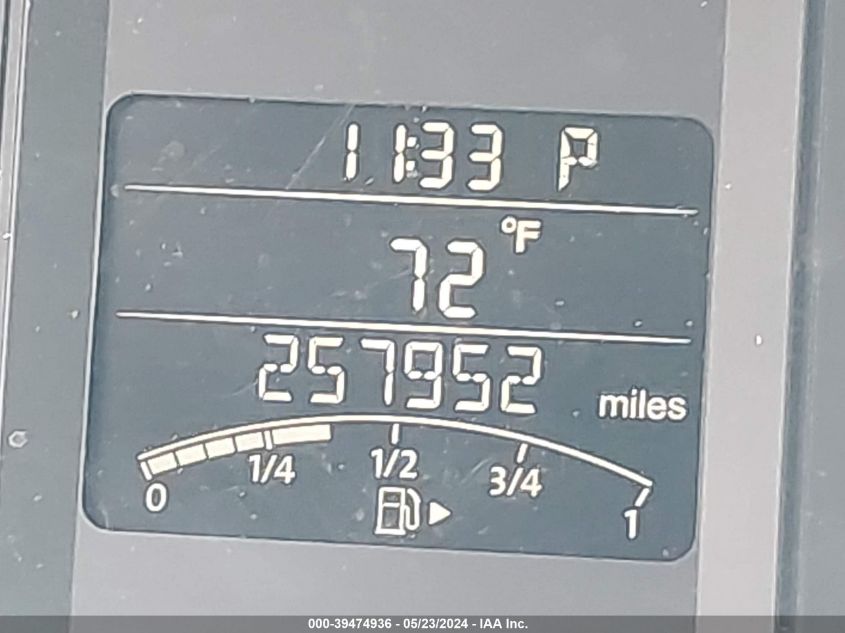 11:33 P
72 °F
257952 miles
0 1/4 1/2 3/4 1
000-39474936 - 05/23/2024 - IAA Inc.